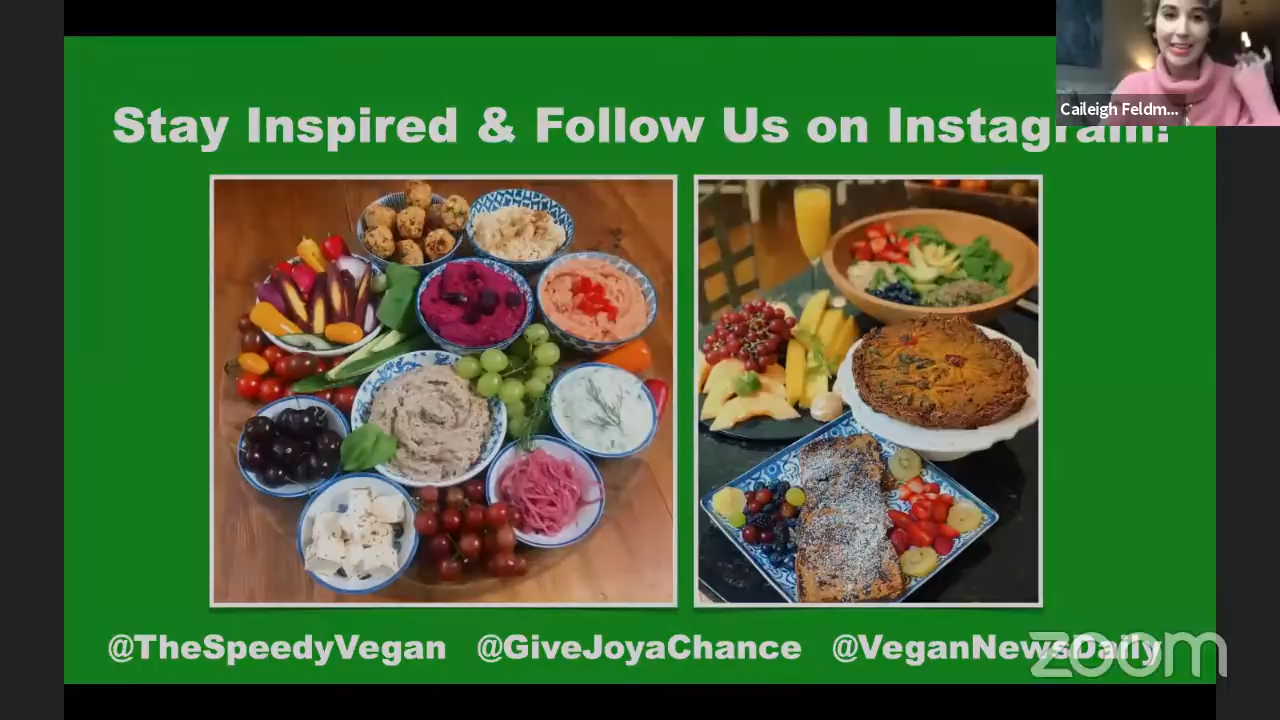 Caileigh Feldm...
Stay Inspired & Follow Us on Instagram!
@TheSpeedyVegan @GiveJoyaChance @VeganNewsDaily
zoom